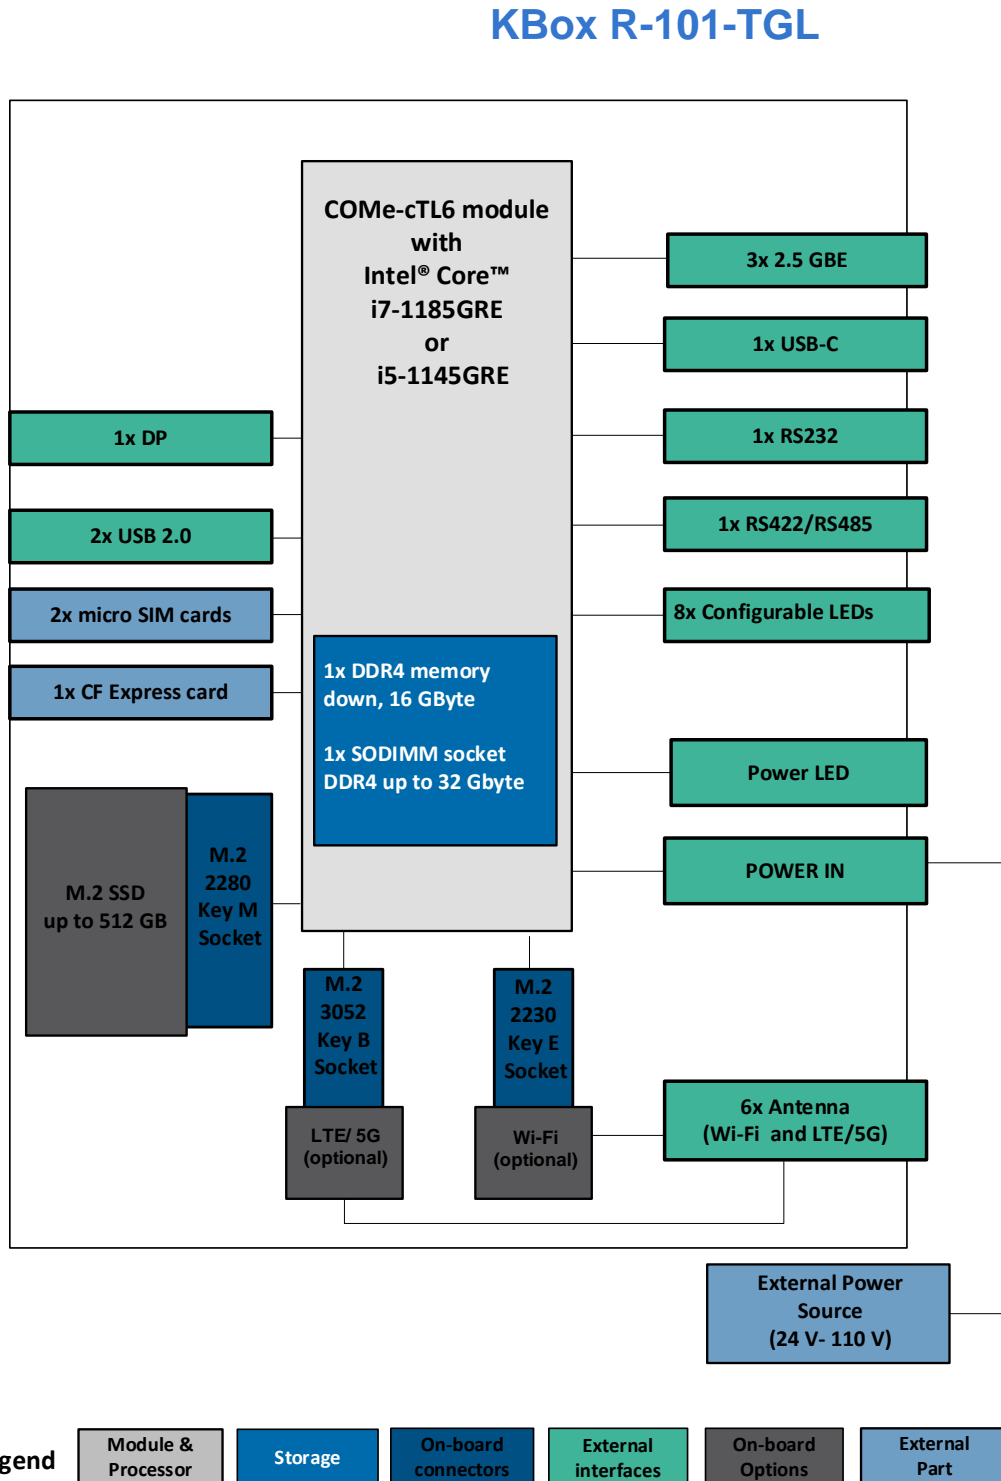 KBox R-101-TGL
COMe-cTL6 module
with
Intel® Core™
i7-1185GRE
or
i5-1145GRE
3x 2.5 GBE
1x USB-C
1x DP
1x RS232
2x USB 2.0
1x RS422/RS485
2x micro SIM cards
8x Configurable LEDs
1x CF Express card
1x DDR4 memory
down, 16 GByte
1x SODIMM socket
DDR4 up to 32 Gbyte
Power LED
POWER IN
M.2 SSD
up to 512 GB
M.2
2280
Key M
Socket
M.2
3052
Key B
Socket
M.2
2230
Key E
Socket
LTE/ 5G
(optional)
Wi-Fi
(optional)
6x Antenna
(Wi-Fi and LTE/5G)
External Power
Source
(24 V- 110 V)
gend
Module &
Processor
Storage
On-board
connectors
External
interfaces
On-board
Options
External
Part